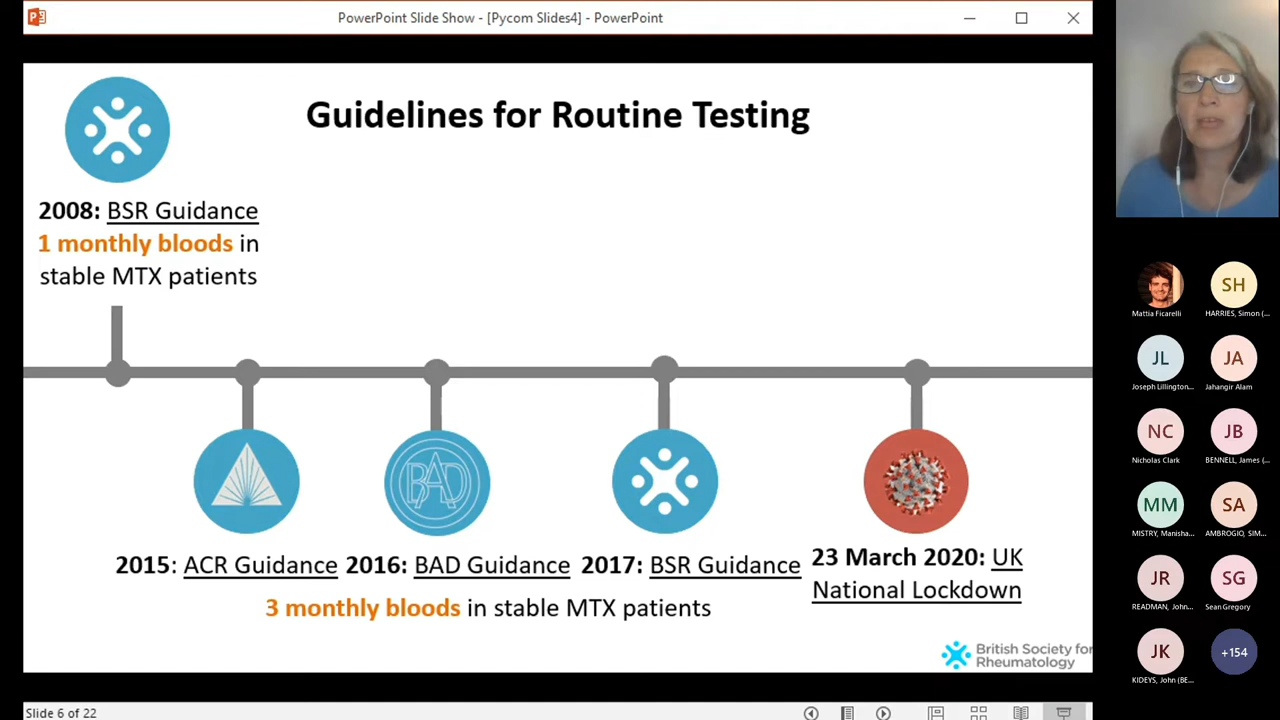 PowerPoint Slide Show - [Pycom Slides4] - PowerPoint
Guidelines for Routine Testing
2008: BSR Guidance
1 monthly bloods in
stable MTX patients
BAD
2015: ACR Guidance
2016: BAD Guidance
2017: BSR Guidance
3 monthly bloods in stable MTX patients
23 March 2020: UK
National Lockdown
British Society for
Rheumatology
Slide 6 of 22
Mattia Ficarelli
SH
HARRIES, Simon (...
JL
Joseph Lillington...
JA
Jahangir Alam
NC
Nicholas Clark
JB
BENNELL, James (...
MM
MISTRY, Manisha...
SA
AMBROGIO, SIM...
JR
READMAN, John...
SG
Sean Gregory
JK
KIDEYS, John (BE...
+154